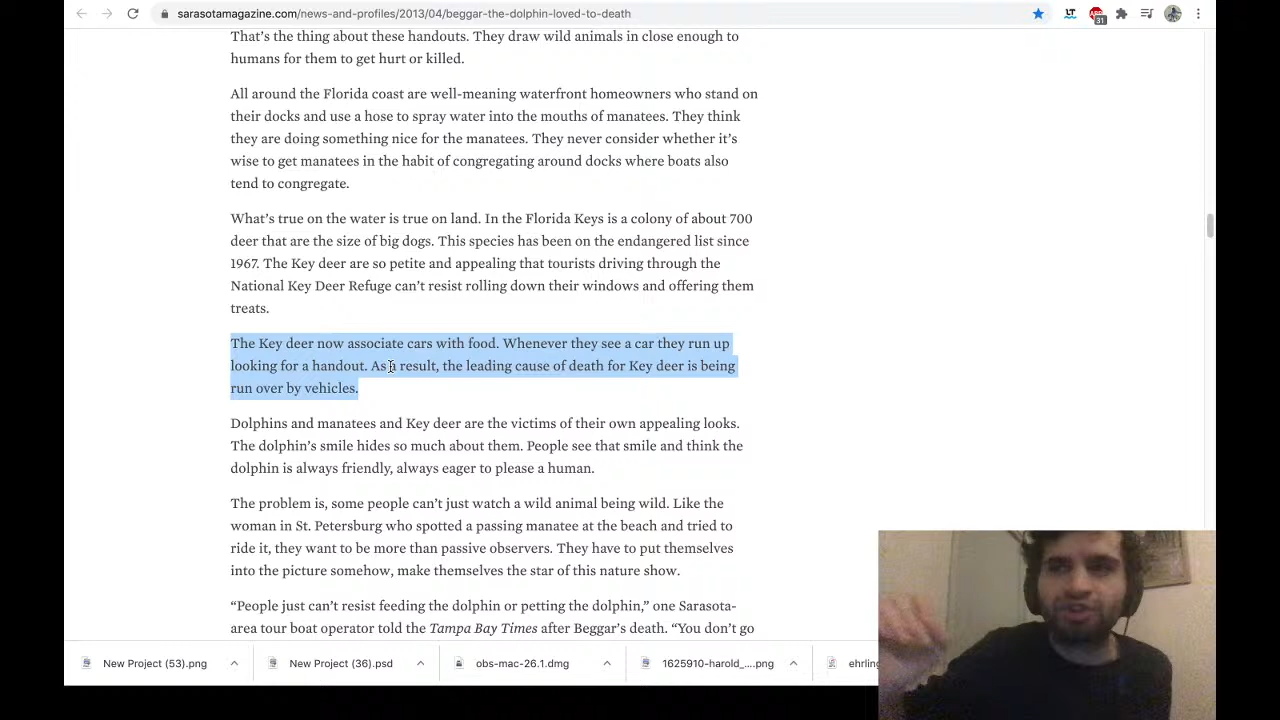 sarasotamagazine.com/news-and-profiles/2013/04/beggar-the-dolphin-loved-to-death
LT
31
That’s the thing about these handouts. They draw wild animals in close enough to
humans for them to get hurt or killed.
All around the Florida coast are well-meaning waterfront homeowners who stand on
their docks and use a hose to spray water into the mouths of manatees. They think
they are doing something nice for the manatees. They never consider whether it’s
wise to get manatees in the habit of congregating around docks where boats also
tend to congregate.
What’s true on the water is true on land. In the Florida Keys is a colony of about 700
deer that are the size of big dogs. This species has been on the endangered list since
1967. The Key deer are so petite and appealing that tourists driving through the
National Key Deer Refuge can’t resist rolling down their windows and offering them
treats.
The Key deer now associate cars with food. Whenever they see a car they run up
looking for a handout. As a result, the leading cause of death for Key deer is being
run over by vehicles.
Dolphins and manatees and Key deer are the victims of their own appealing looks.
The dolphin’s smile hides so much about them. People see that smile and think the
dolphin is always friendly, always eager to please a human.
The problem is, some people can’t just watch a wild animal being wild. Like the
woman in St. Petersburg who spotted a passing manatee at the beach and tried to
ride it, they want to be more than passive observers. They have to put themselves
into the picture somehow, make themselves the star of this nature show.
“People just can’t resist feeding the dolphin or petting the dolphin,” one Sarasota-
area tour boat operator told the Tampa Bay Times after Beggar’s death. “You don’t go
New Project (53).png
New Project (36).psd
obs-mac-26.1.dmg
1625910-harold_....png
ehrling